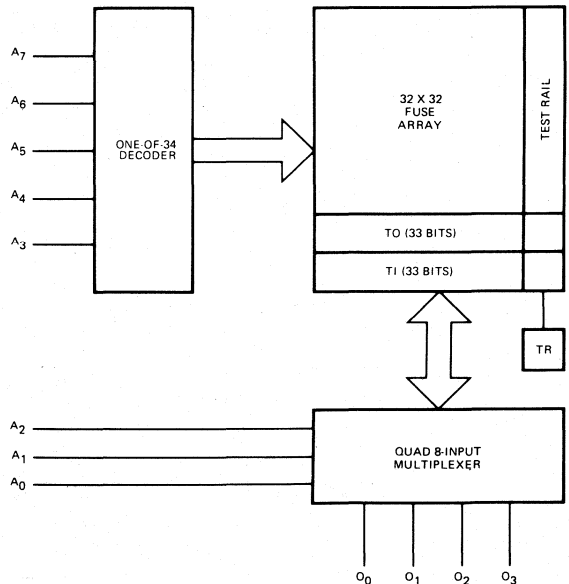 A7
A6
A5
A4
A3
ONE-OF-34
DECODER
32 X 32
FUSE
ARRAY
TEST RAIL
TO (33 BITS)
TI (33 BITS)
TR
A2
A1
A0
QUAD 8-INPUT
MULTIPLEXER
O0
O1
O2
O3